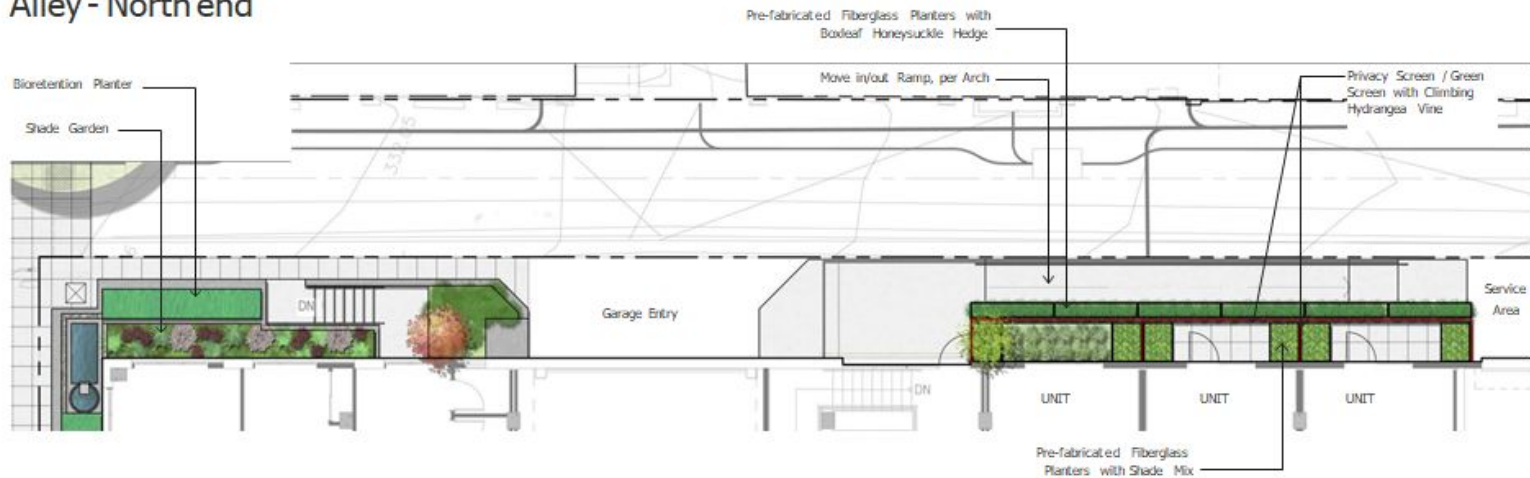 Alley - North end
Pre-fabricated Fiberglass Planters with
Boxleaf Honeysuckle Hedge
Bioretention Planter
Move in/out Ramp, per Arch
Privacy Screen / Green
Screen with Climbing
Hydrangea Vine
Shade Garden
332.65
DN
Garage Entry
Service
Area
DN
UNIT
UNIT
UNIT
Pre-fabricated Fiberglass
Planters with Shade Mix